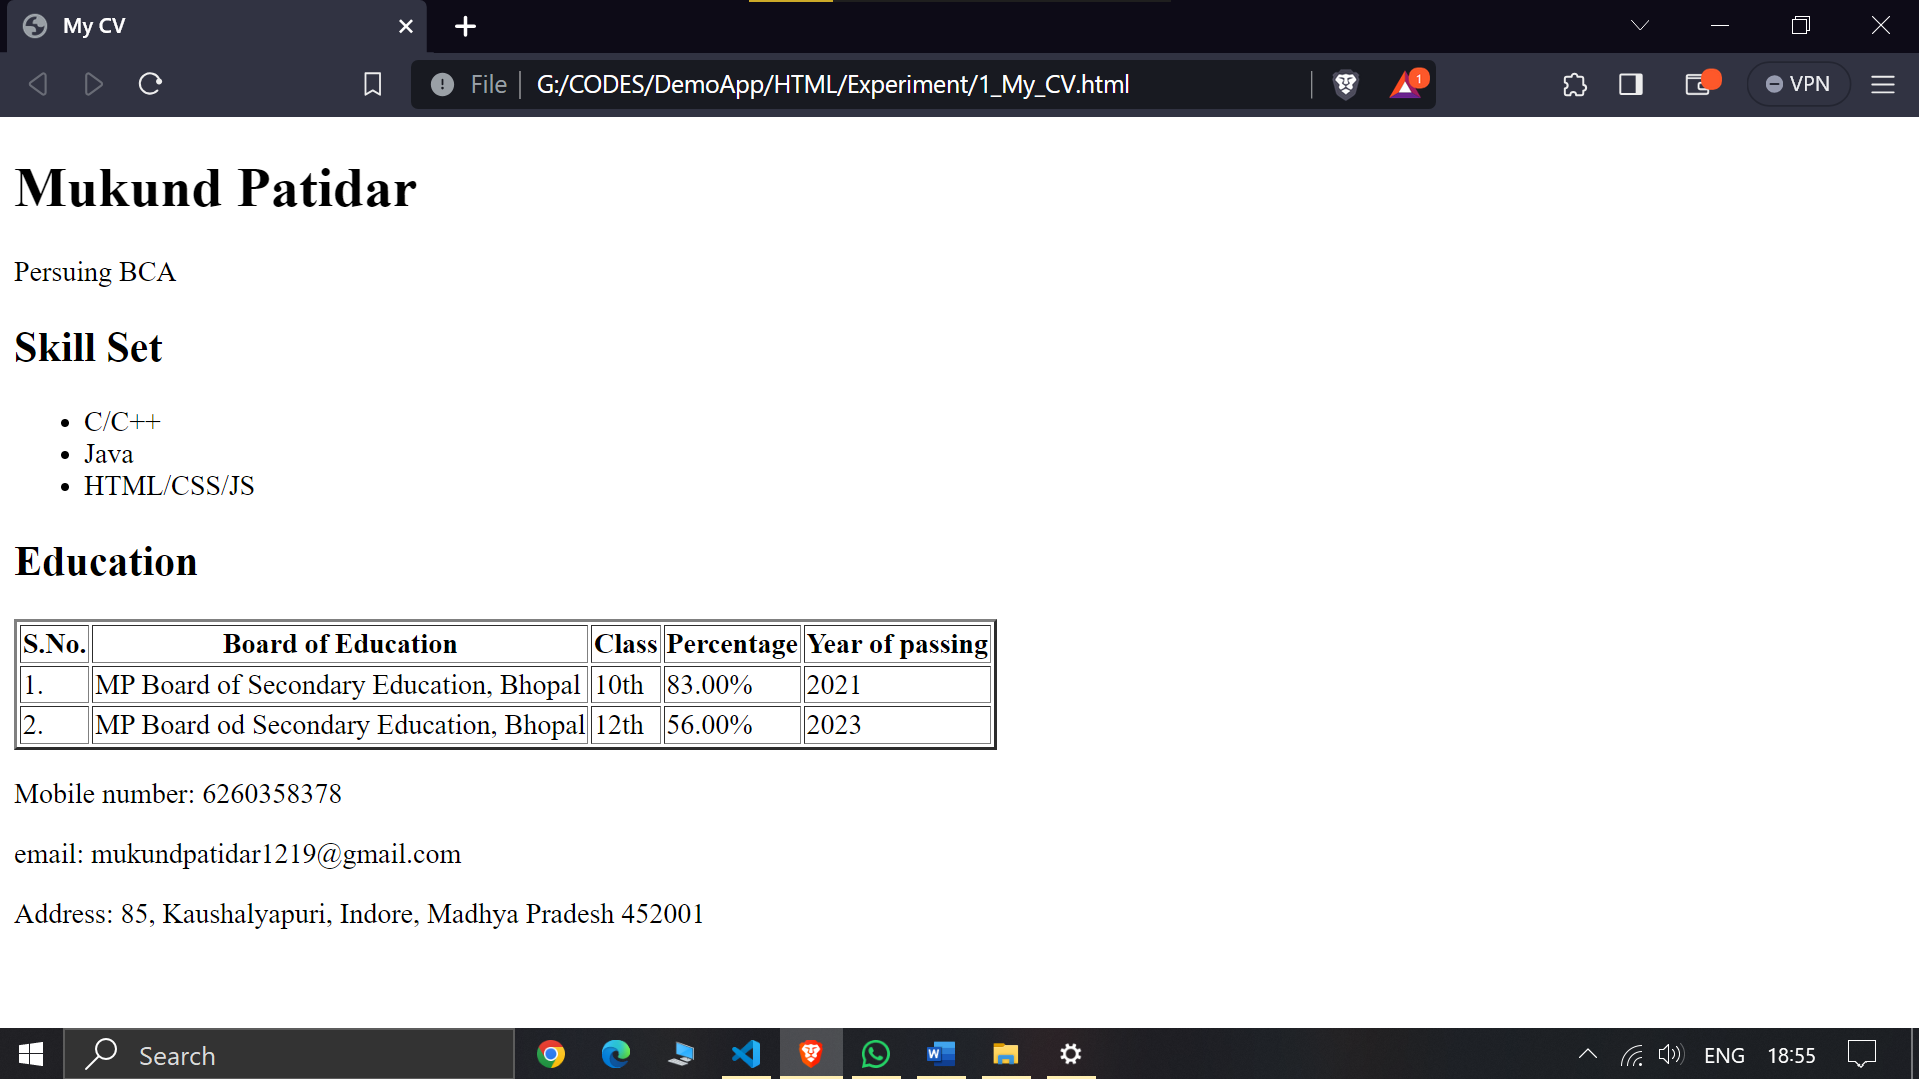 My CV
File
G:/CODES/DemoApp/HTML/Experiment/1_My_CV.html
1
VPN
Mukund Patidar
Persuing BCA
Skill Set
• C/C++
• Java
• HTML/CSS/JS
Education
S.No. Board of Education Class Percentage Year of passing
1. MP Board of Secondary Education, Bhopal 10th 83.00% 2021
2. MP Board od Secondary Education, Bhopal 12th 56.00% 2023
Mobile number: 6260358378
email: mukundpatidar1219@gmail.com
Address: 85, Kaushalyapuri, Indore, Madhya Pradesh 452001
Search
W
ENG
18:55